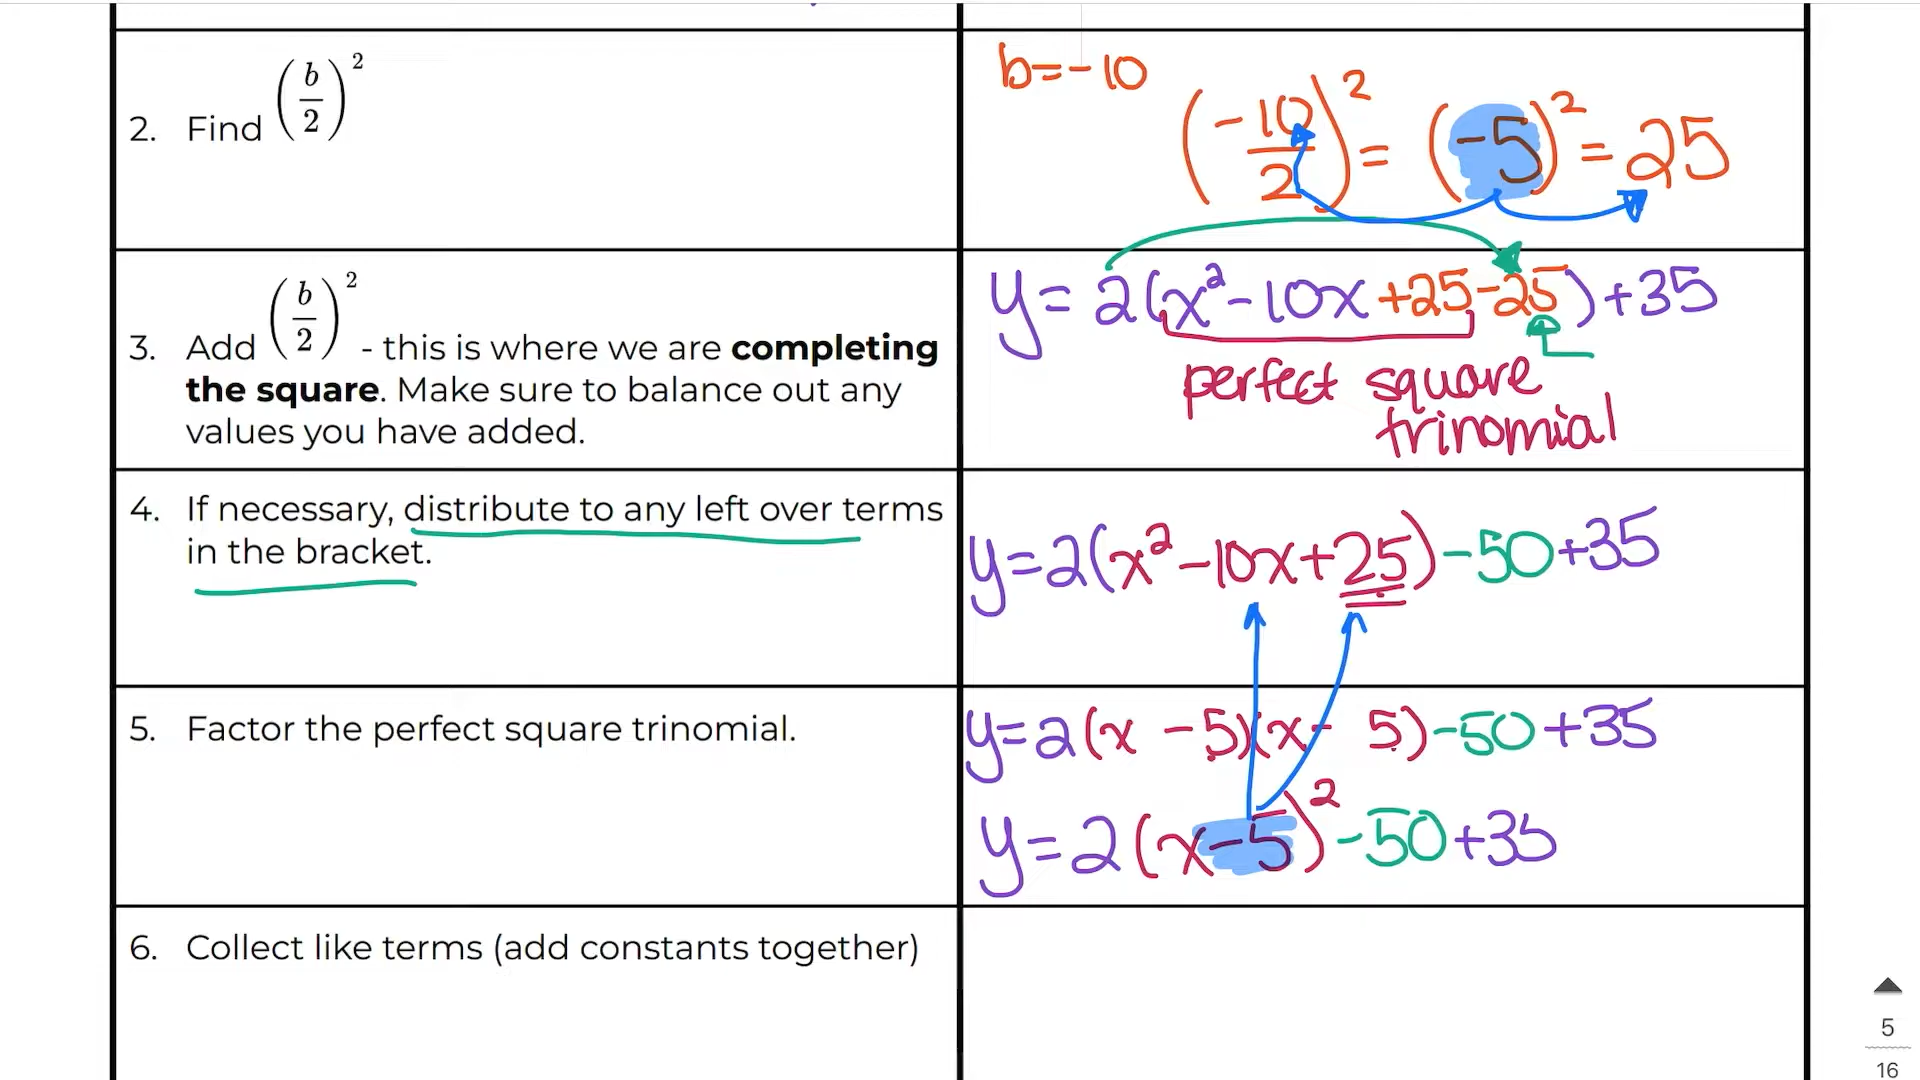 2. Find (b/2)²
b=-10
(-10/2)² = (-5)² = 25
3. Add (b/2)² - this is where we are completing
the square. Make sure to balance out any
values you have added.
y=2(x²-10x+25-25)+35
perfect square
trinomial
4. If necessary, distribute to any left over terms
in the bracket.
y=2(x²-10x+25)-50+35
5. Factor the perfect square trinomial.
y=2(x-5)(x-5)-50+35
y=2(x-5)²-50+35
6. Collect like terms (add constants together)
5
16